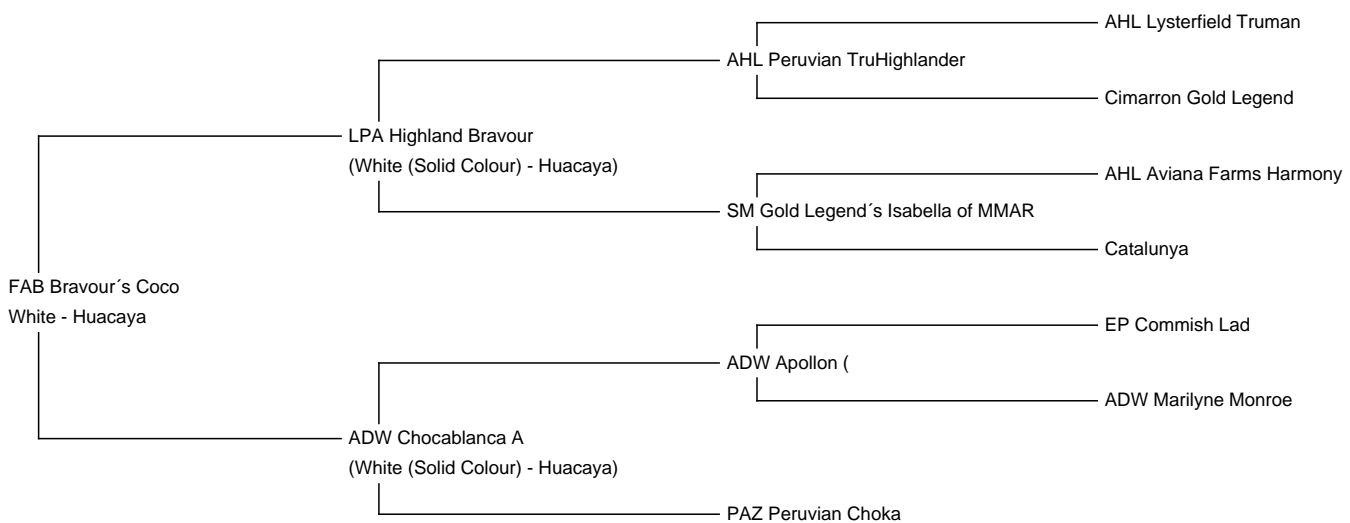 AHL Lysterfield Truman
AHL Peruvian TruHighlander
Cimarron Gold Legend
LPA Highland Bravour
(White (Solid Colour) - Huacaya)
AHL Aviana Farms Harmony
SM Gold Legend´s Isabella of MMAR
Catalunya
FAB Bravour´s Coco
White - Huacaya
EP Commish Lad
ADW Apollon (
ADW Marilyne Monroe
ADW Chocablanca A
(White (Solid Colour) - Huacaya)
PAZ Peruvian Choka